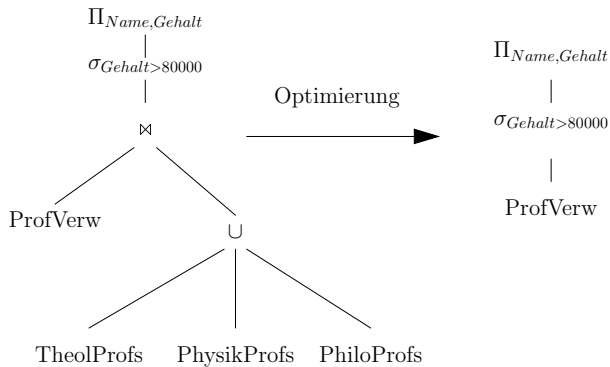 Π_{Name,Gehalt}
σ_{Gehalt>80000}
⋈
ProfVerw
∪
TheolProfs PhysikProfs PhiloProfs
Optimierung
Π_{Name,Gehalt}
σ_{Gehalt>80000}
ProfVerw